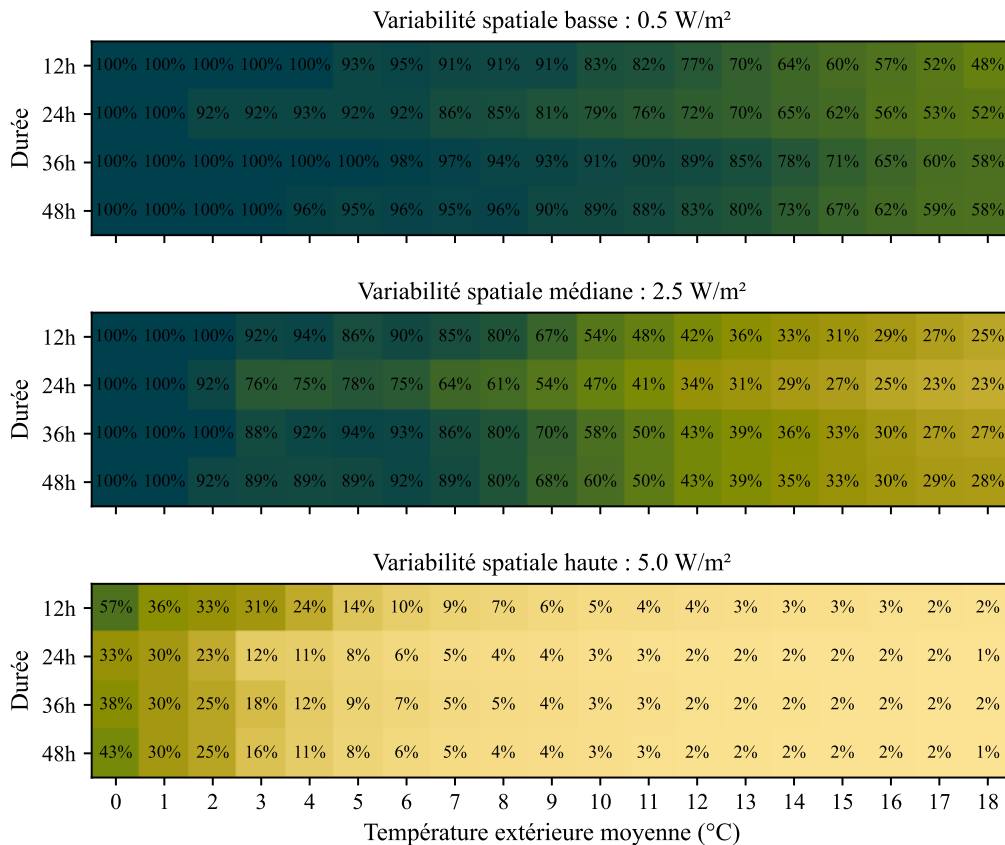 Variabilité spatiale basse : 0.5 W/m²
12h 100% 100% 100% 100% 100% 93% 95% 91% 91% 91% 83% 82% 77% 70% 64% 60% 57% 52% 48%
24h 100% 100% 92% 92% 93% 92% 92% 86% 85% 81% 79% 76% 72% 70% 65% 62% 56% 53% 52%
36h 100% 100% 100% 100% 100% 100% 98% 97% 94% 93% 91% 90% 89% 85% 78% 71% 65% 60% 58%
48h 100% 100% 100% 100% 96% 95% 96% 95% 96% 90% 89% 88% 83% 80% 73% 67% 62% 59% 58%
Durée
Variabilité spatiale médiane : 2.5 W/m²
12h 100% 100% 100% 92% 94% 86% 90% 85% 80% 67% 54% 48% 42% 36% 33% 31% 29% 27% 25%
24h 100% 100% 92% 76% 75% 78% 75% 64% 61% 54% 47% 41% 34% 31% 29% 27% 25% 23% 23%
36h 100% 100% 100% 88% 92% 94% 93% 86% 80% 70% 58% 50% 43% 39% 36% 33% 30% 27% 27%
48h 100% 100% 92% 89% 89% 89% 92% 89% 80% 68% 60% 50% 43% 39% 35% 33% 30% 29% 28%
Durée
Variabilité spatiale haute : 5.0 W/m²
12h 57% 36% 33% 31% 24% 14% 10% 9% 7% 6% 5% 4% 4% 3% 3% 3% 3% 2% 2%
24h 33% 30% 23% 12% 11% 8% 6% 5% 4% 4% 3% 3% 2% 2% 2% 2% 2% 2% 1%
36h 38% 30% 25% 18% 12% 9% 7% 5% 5% 4% 3% 3% 2% 2% 2% 2% 2% 2% 2%
48h 43% 30% 25% 16% 11% 8% 6% 5% 4% 4% 3% 3% 2% 2% 2% 2% 2% 2% 1%
Durée
0 1 2 3 4 5 6 7 8 9 10 11 12 13 14 15 16 17 18
Température extérieure moyenne (°C)